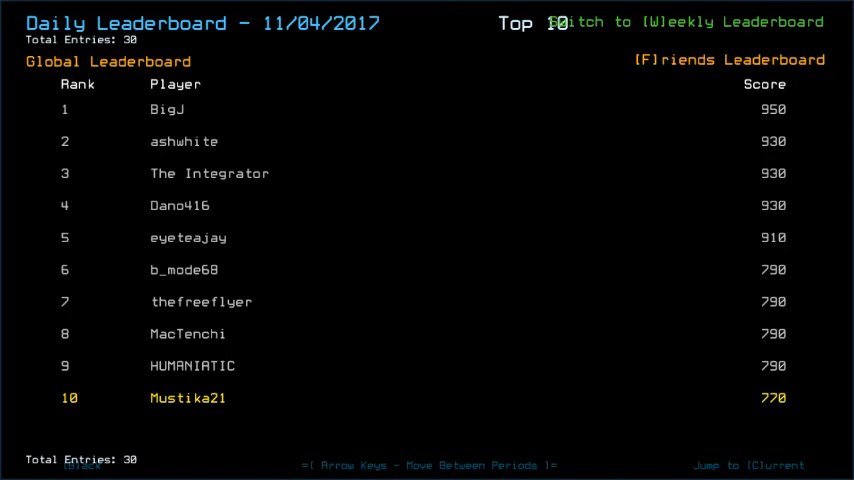 Daily Leaderboard - 11/04/2017 Top 10 Switch to [W]eekly Leaderboard
Total Entries: 30
Global Leaderboard [F]riends Leaderboard
Rank Player Score
1 BigJ 950
2 ashwhite 930
3 The Integrator 930
4 Dano416 930
5 eyeteajay 910
6 b_mode68 790
7 thefreeflyer 790
8 MacTenchi 790
9 HUMANIATIC 790
10 Mustika21 770
Total Entries: 30
[B]ack =[ Arrow Keys - Move Between Periods ]= Jump to [C]urrent